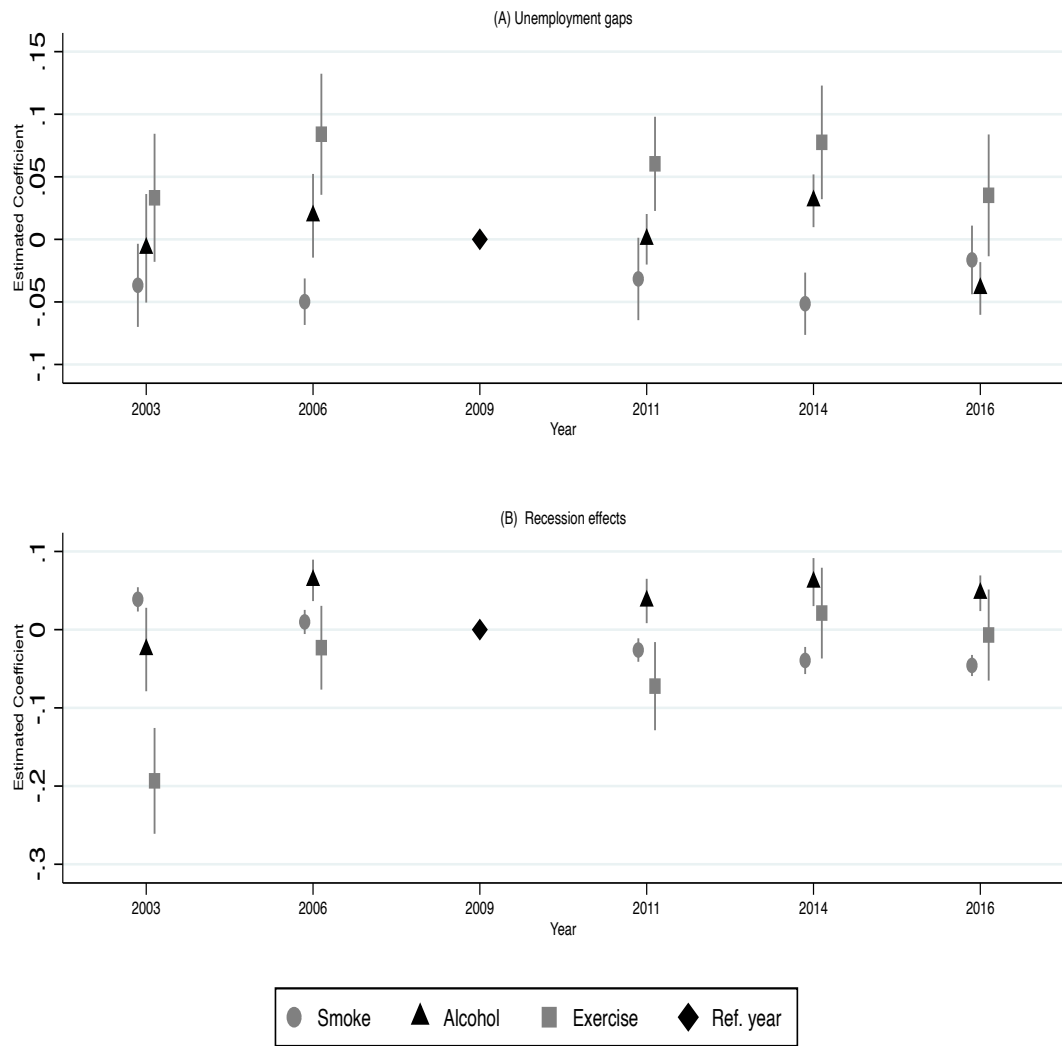 (A) Unemployment gaps
Estimated Coefficient
.15
.1
.05
0
-.05
-.1
2003 2006 2009 2011 2014 2016
Year
(B) Recession effects
Estimated Coefficient
.1
0
-.1
-.2
-.3
2003 2006 2009 2011 2014 2016
Year
Smoke Alcohol Exercise Ref. year